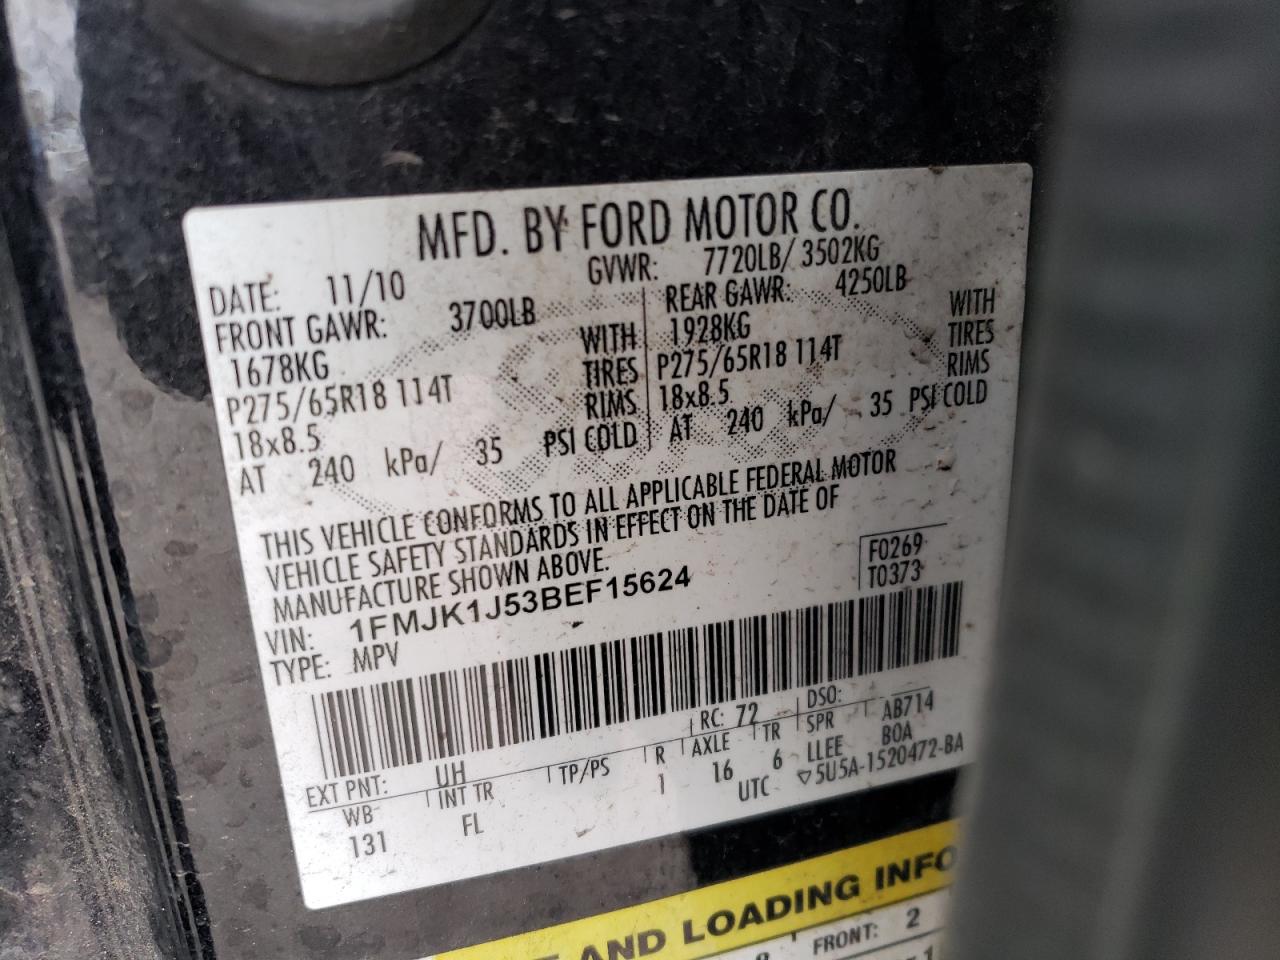 MFD. BY FORD MOTOR CO.
DATE: 11/10 GVWR: 7720LB/ 3502KG
FRONT GAWR: 3700LB REAR GAWR: 4250LB
1678KG WITH 1928KG WITH
P275/65R18 114T TIRES P275/65R18 114T TIRES
18x8.5 RIMS 18x8.5 RIMS
AT 240 kPa/ 35 PSI COLD AT 240 kPa/ 35 PSI COLD
THIS VEHICLE CONFORMS TO ALL APPLICABLE FEDERAL MOTOR
VEHICLE SAFETY STANDARDS IN EFFECT ON THE DATE OF
MANUFACTURE SHOWN ABOVE.
F0269
T0373
VIN: 1FMJK1J53BEF15624
TYPE: MPV
EXT PNT: UH RC: 72 DSO:
WB INT TR TP/PS R AXLE TR SPR AB714
131 FL 1 16 6 LLEE BOA
UTC ▽5U5A-1520472-BA
AND LOADING INFO
FRONT: 2